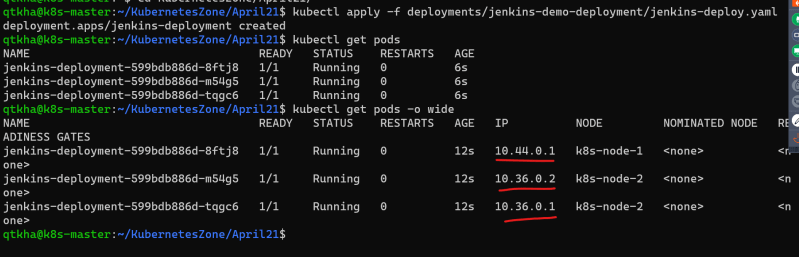 qtkha@k8s-master:~/KubernetesZone/April21$ kubectl apply -f deployments/jenkins-demo-deployment/jenkins-deploy.yaml
deployment.apps/jenkins-deployment created
qtkha@k8s-master:~/KubernetesZone/April21$ kubectl get pods
NAME READY STATUS RESTARTS AGE
jenkins-deployment-599bdb886d-8ftj8 1/1 Running 0 6s
jenkins-deployment-599bdb886d-m54g5 1/1 Running 0 6s
jenkins-deployment-599bdb886d-tqgc6 1/1 Running 0 6s
qtkha@k8s-master:~/KubernetesZone/April21$ kubectl get pods -o wide
NAME READY STATUS RESTARTS AGE IP NODE NOMINATED NODE RE
ADINESS GATES
jenkins-deployment-599bdb886d-8ftj8 1/1 Running 0 12s 10.44.0.1 k8s-node-1 <none> <n
one>
jenkins-deployment-599bdb886d-m54g5 1/1 Running 0 12s 10.36.0.2 k8s-node-2 <none> <n
one>
jenkins-deployment-599bdb886d-tqgc6 1/1 Running 0 12s 10.36.0.1 k8s-node-2 <none> <n
one>
qtkha@k8s-master:~/KubernetesZone/April21$